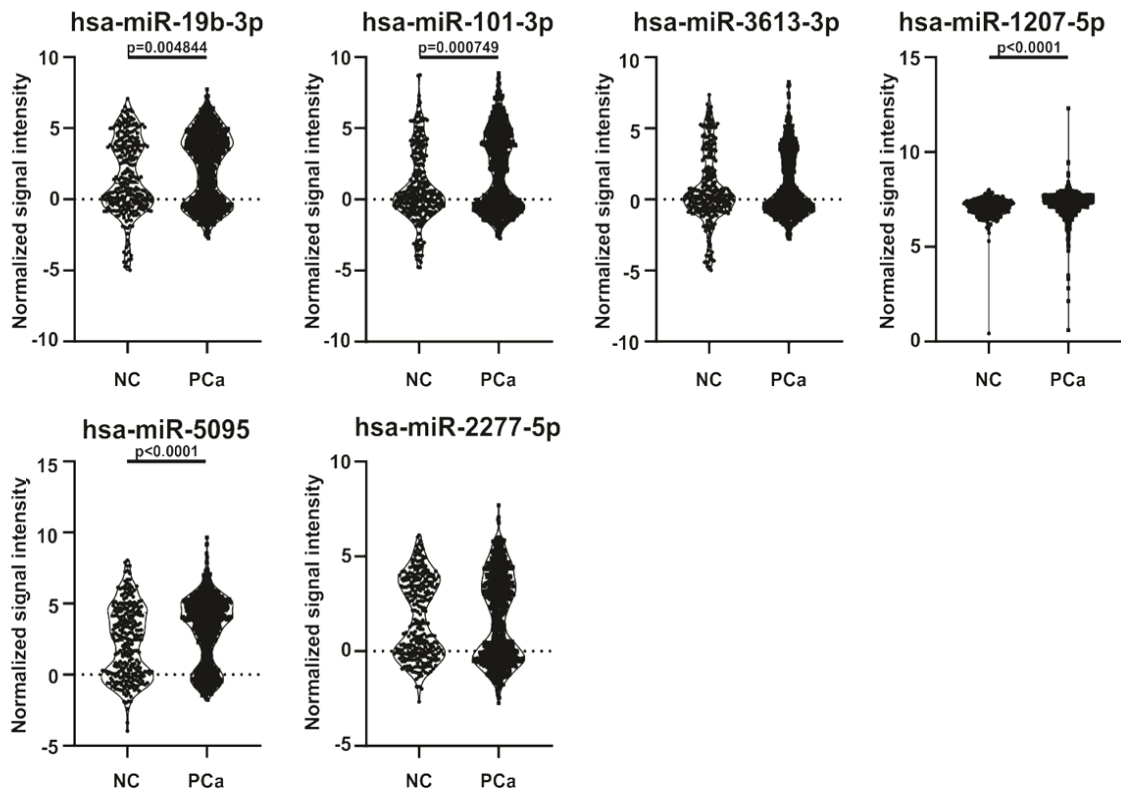 hsa-miR-19b-3p
p=0.004844
Normalized signal intensity
10
5
0
-5
-10
NC PCa
hsa-miR-101-3p
p=0.000749
Normalized signal intensity
10
5
0
-5
-10
NC PCa
hsa-miR-3613-3p
Normalized signal intensity
10
5
0
-5
-10
NC PCa
hsa-miR-1207-5p
p<0.0001
Normalized signal intensity
15
10
5
0
NC PCa
hsa-miR-5095
p<0.0001
Normalized signal intensity
15
10
5
0
-5
NC PCa
hsa-miR-2277-5p
Normalized signal intensity
10
5
0
-5
NC PCa